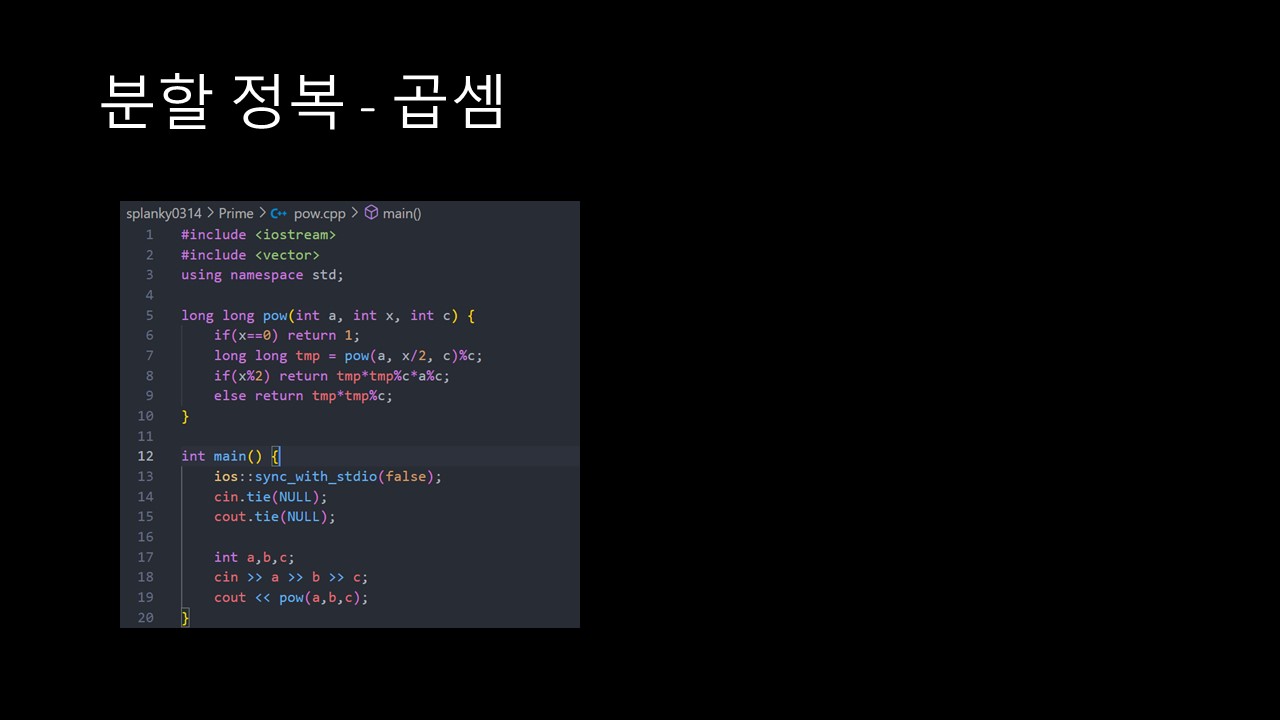 분할 정복 - 곱셈
splanky0314 > Prime > C++ pow.cpp > main()
1 #include <iostream>
2 #include <vector>
3 using namespace std;
4
5 long long pow(int a, int x, int c) {
6     if(x==0) return 1;
7     long long tmp = pow(a, x/2, c)%c;
8     if(x%2) return tmp*tmp%c*a%c;
9     else return tmp*tmp%c;
10 }
11
12 int main() {
13     ios::sync_with_stdio(false);
14     cin.tie(NULL);
15     cout.tie(NULL);
16
17     int a,b,c;
18     cin >> a >> b >> c;
19     cout << pow(a,b,c);
20 }